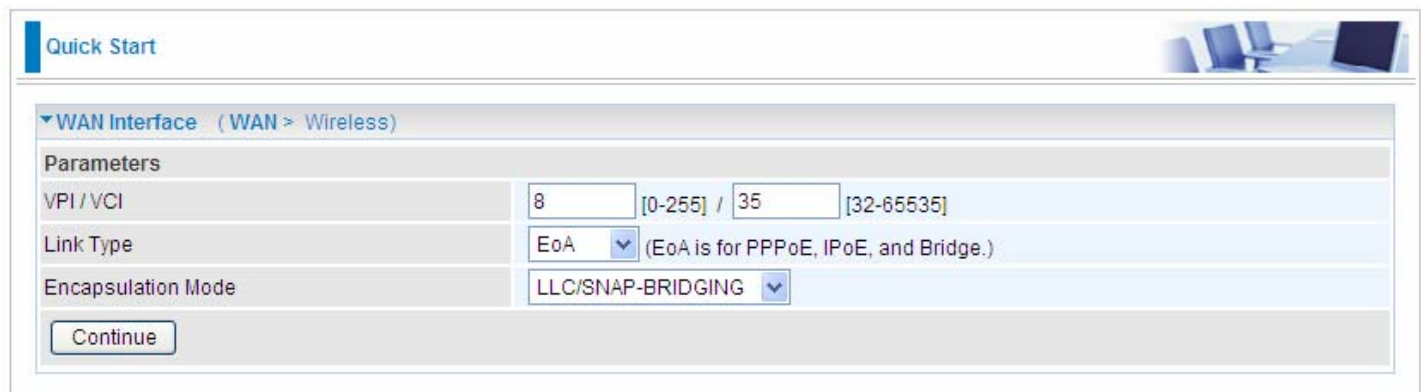 Quick Start
WAN Interface ( WAN > Wireless)
Parameters
VPI / VCI 8 [0-255] / 35 [32-65535]
Link Type EoA (EoA is for PPPoE, IPoE, and Bridge.)
Encapsulation Mode LLC/SNAP-BRIDGING
Continue